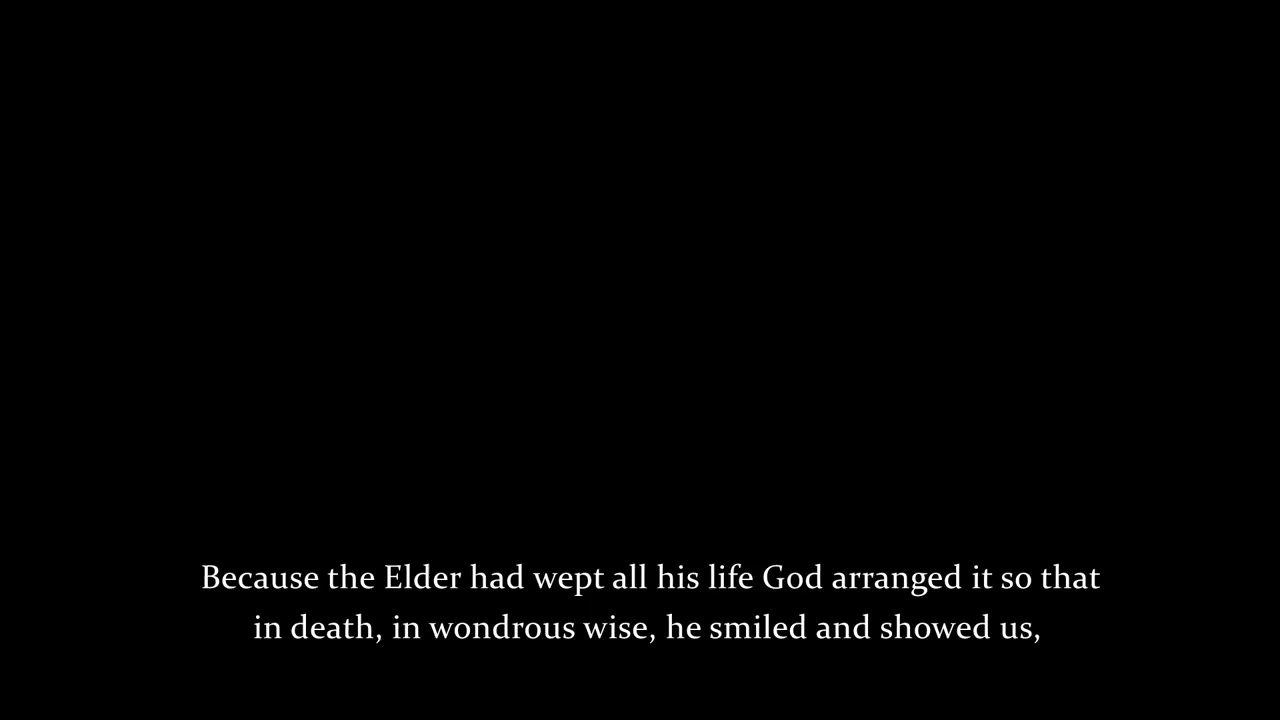 Because the Elder had wept all his life God arranged it so that
in death, in wondrous wise, he smiled and showed us,